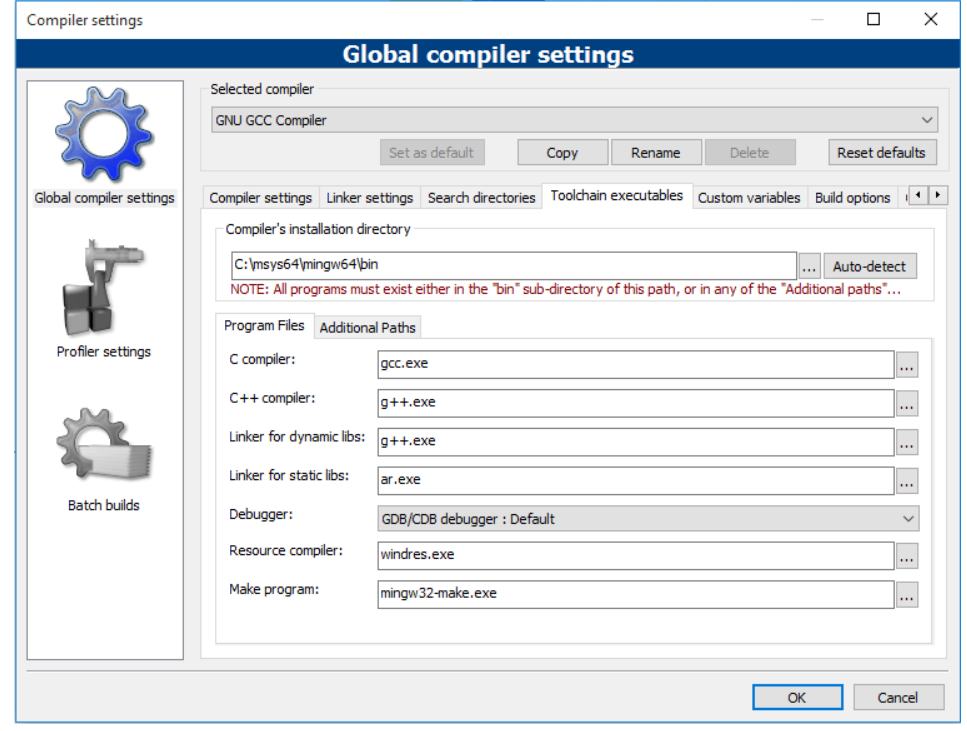 Compiler settings
Global compiler settings
Global compiler settings
Profiler settings
Batch builds
Selected compiler
GNU GCC Compiler
Set as default Copy Rename Delete Reset defaults
Compiler settings Linker settings Search directories Toolchain executables Custom variables Build options
Compiler's installation directory
C:\msys64\mingw64\bin ... Auto-detect
NOTE: All programs must exist either in the "bin" sub-directory of this path, or in any of the "Additional paths"...
Program Files Additional Paths
C compiler: gcc.exe ...
C++ compiler: g++.exe ...
Linker for dynamic libs: g++.exe ...
Linker for static libs: ar.exe ...
Debugger: GDB/CDB debugger : Default
Resource compiler: windres.exe ...
Make program: mingw32-make.exe ...
OK Cancel